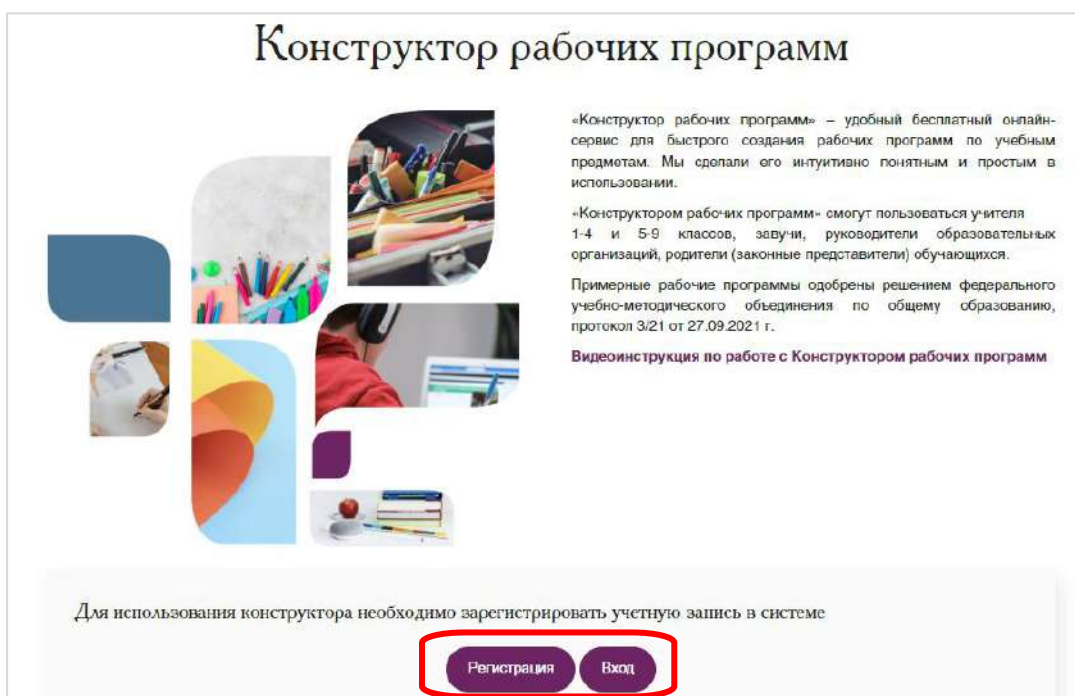 Конструктор рабочих программ
«Конструктор рабочих программ» – удобный бесплатный онлайн-
сервис для быстрого создания рабочих программ по учебным
предметам. Мы сделали его интуитивно понятным и простым в
использовании.
«Конструктором рабочих программ» смогут пользоваться учителя
1-4 и 5-9 классов, завучи, руководители образовательных
организаций, родители (законные представители) обучающихся.
Примерные рабочие программы одобрены решением федерального
учебно-методического объединения по общему образованию,
протокол 3/21 от 27.09.2021 г.
Видеоинструкция по работе с Конструктором рабочих программ
Для использования конструктора необходимо зарегистрировать учетную запись в системе
Регистрация Вход